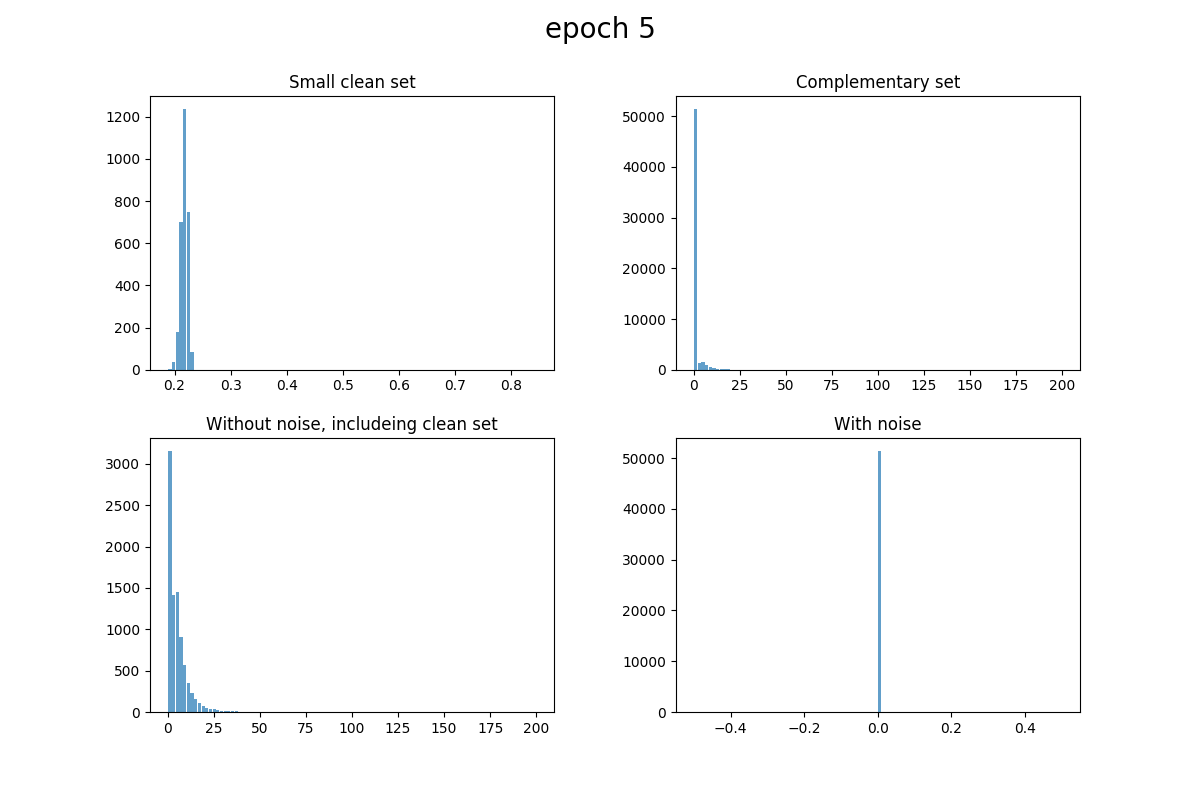 epoch 5
Small clean set
1200
1000
800
600
400
200
0
0.2 0.3 0.4 0.5 0.6 0.7 0.8
Complementary set
50000
40000
30000
20000
10000
0
0 25 50 75 100 125 150 175 200
Without noise, includeing clean set
3000
2500
2000
1500
1000
500
0
0 25 50 75 100 125 150 175 200
With noise
50000
40000
30000
20000
10000
0
−0.4 −0.2 0.0 0.2 0.4